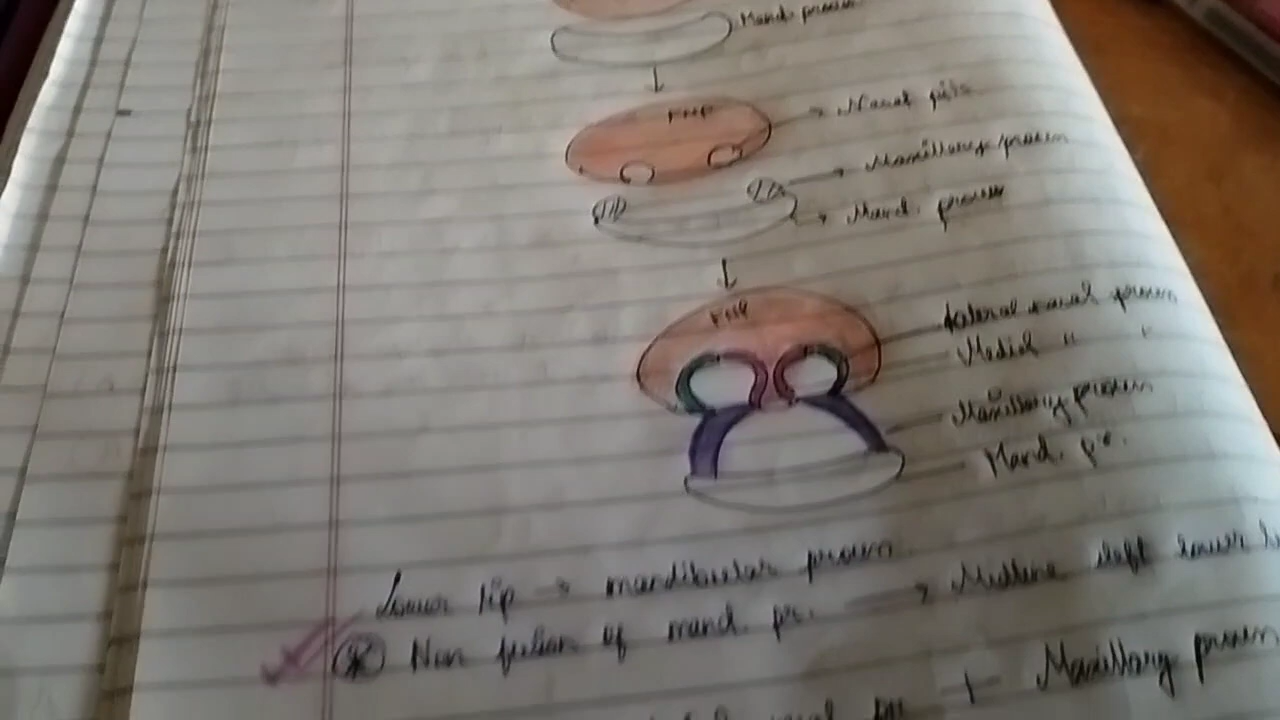 Mand. process
FNP
→ Nasal pits
→ Maxillary process
→ Mand. process
FNP
Lateral nasal process
Medial " "
Maxillary process
Mand. pr.
Lower lip → mandibular process
Non fusion of mand. pr. → Midline cleft lower
+ Maxillary process